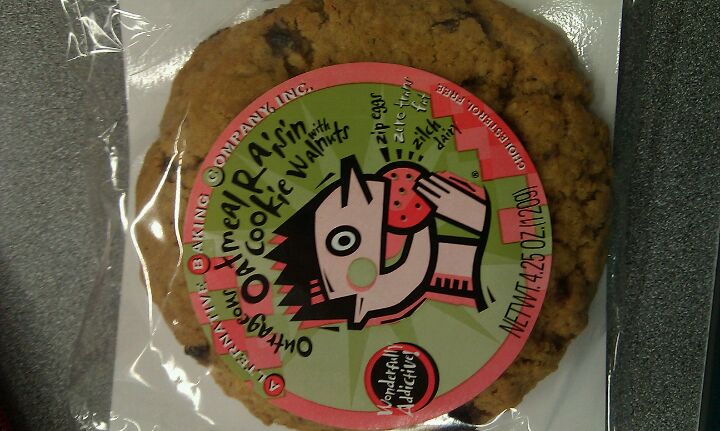 ALTERNATIVE BAKING COMPANY, INC.
Outrageous Oatmeal Raisin
Cookie with Walnuts
zip eggs
zero trans fat
zilch dairy
CHOLESTEROL FREE
®
NET WT. 4.25 OZ. (120g)
Wonderfully
Addictive!